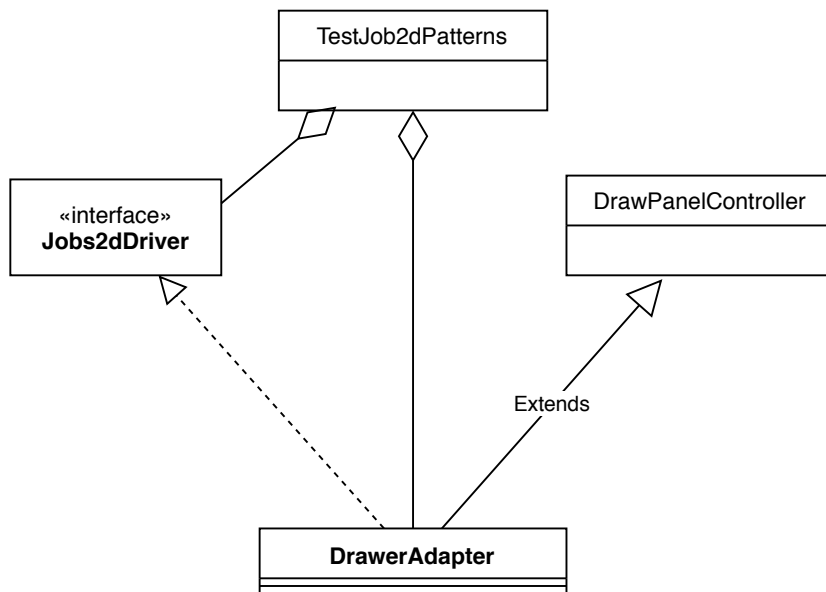 TestJob2dPatterns
«interface»
Jobs2dDriver
DrawPanelController
Extends
DrawerAdapter